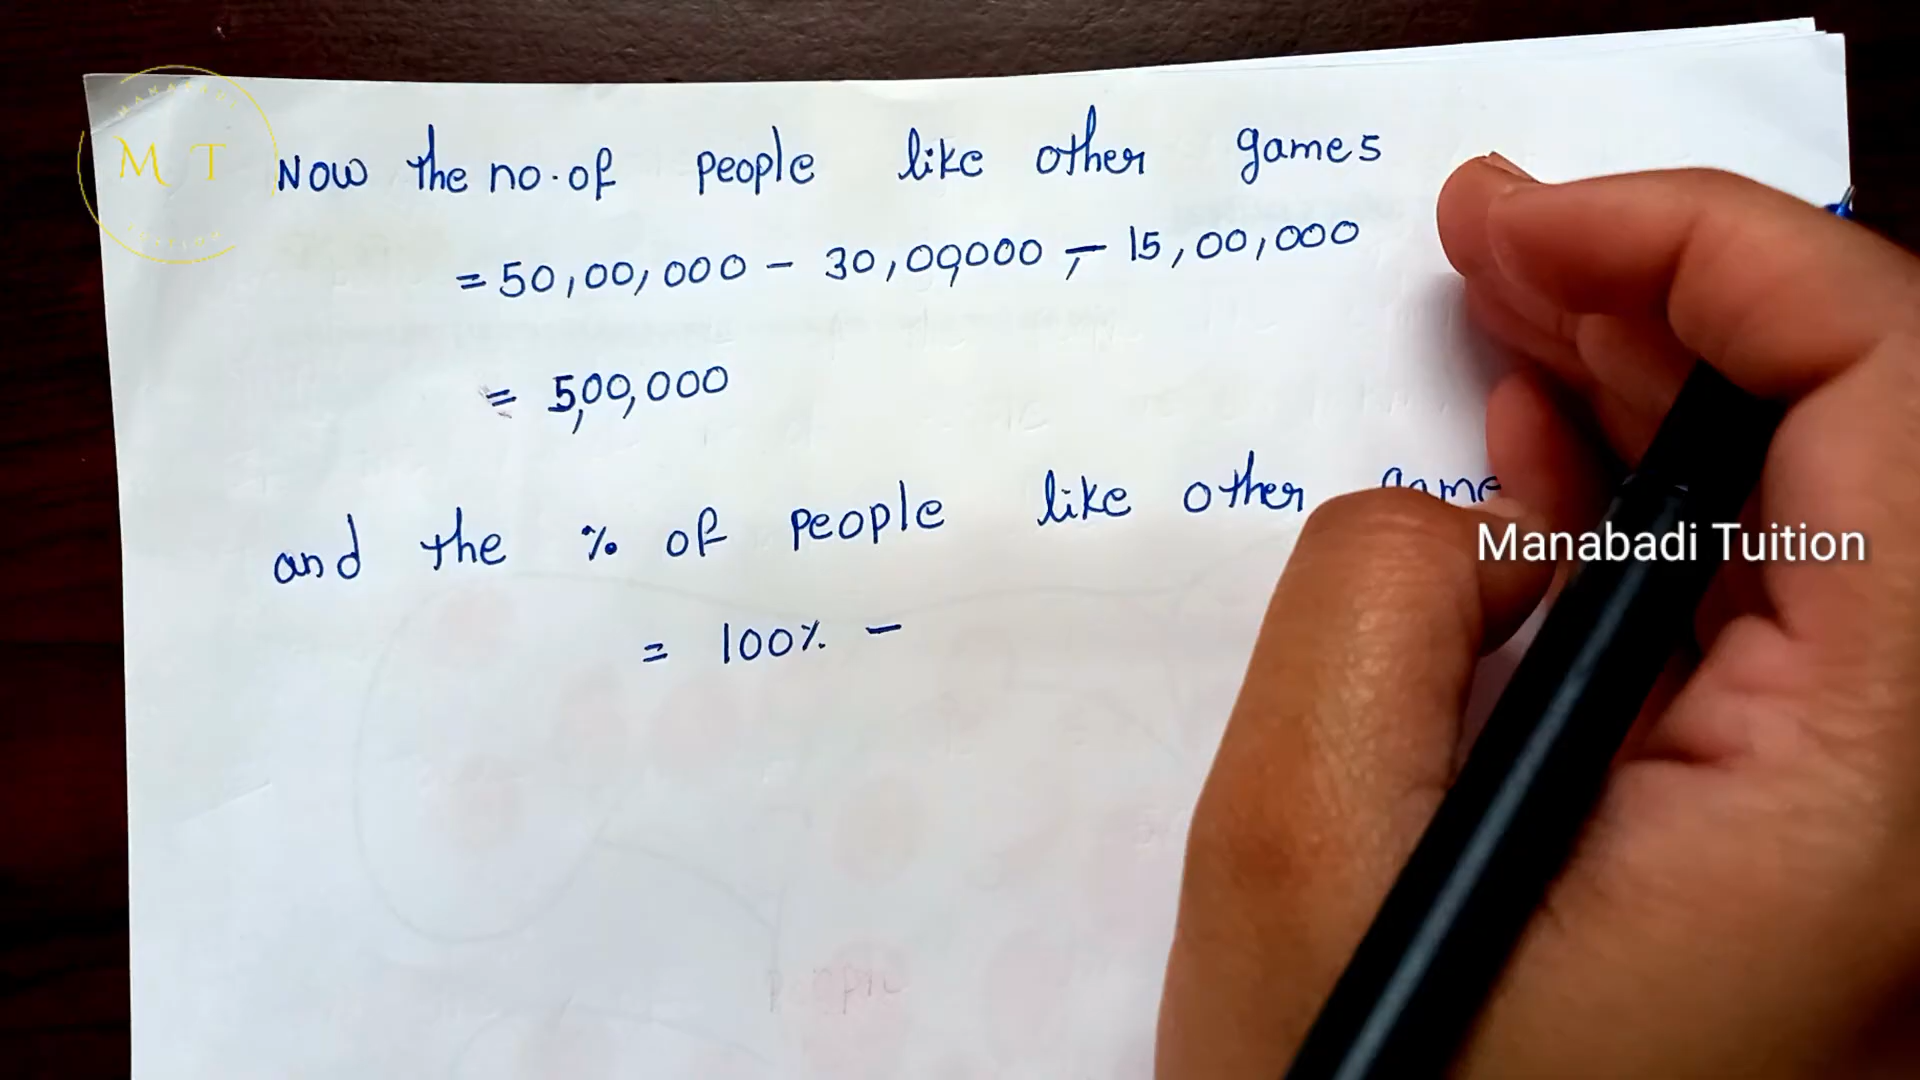 M T
Now the no.of people like other games
= 50,00,000 - 30,00,000 - 15,00,000
= 5,00,000
and the % of people like other game
Manabadi Tuition
= 100% -